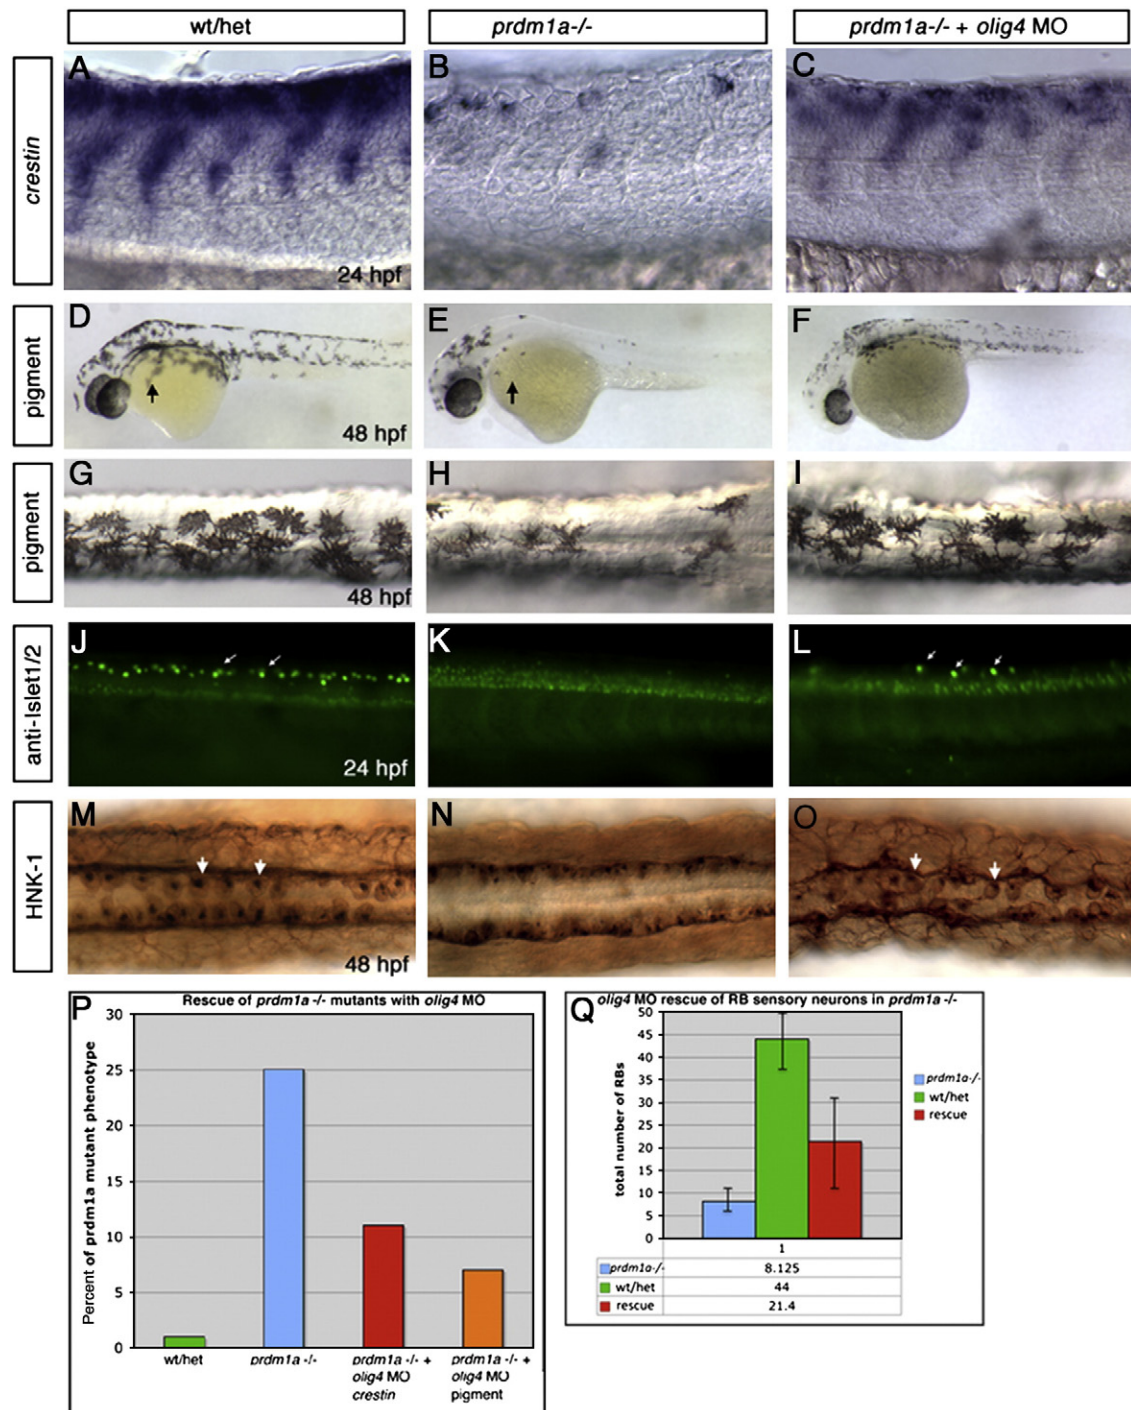 wt/het
prdm1a-/-
prdm1a-/- + olig4 MO
crestin
A
24 hpf
B
C
pigment
D
48 hpf
E
F
pigment
G
48 hpf
H
I
anti-Islet1/2
J
24 hpf
K
L
HNK-1
M
48 hpf
N
O
P
Rescue of prdm1a -/- mutants with olig4 MO
Percent of prdm1a mutant phenotype
30
25
20
15
10
5
0
wt/het
prdm1a -/-
prdm1a -/- +
olig4 MO
crestin
prdm1a -/- +
olig4 MO
pigment
Q
olig4 MO rescue of RB sensory neurons in prdm1a -/-
total number of RBs
50
45
40
35
30
25
20
15
10
5
0
prdm1a-/-
wt/het
rescue
1
prdm1a-/- 8.125
wt/het 44
rescue 21.4